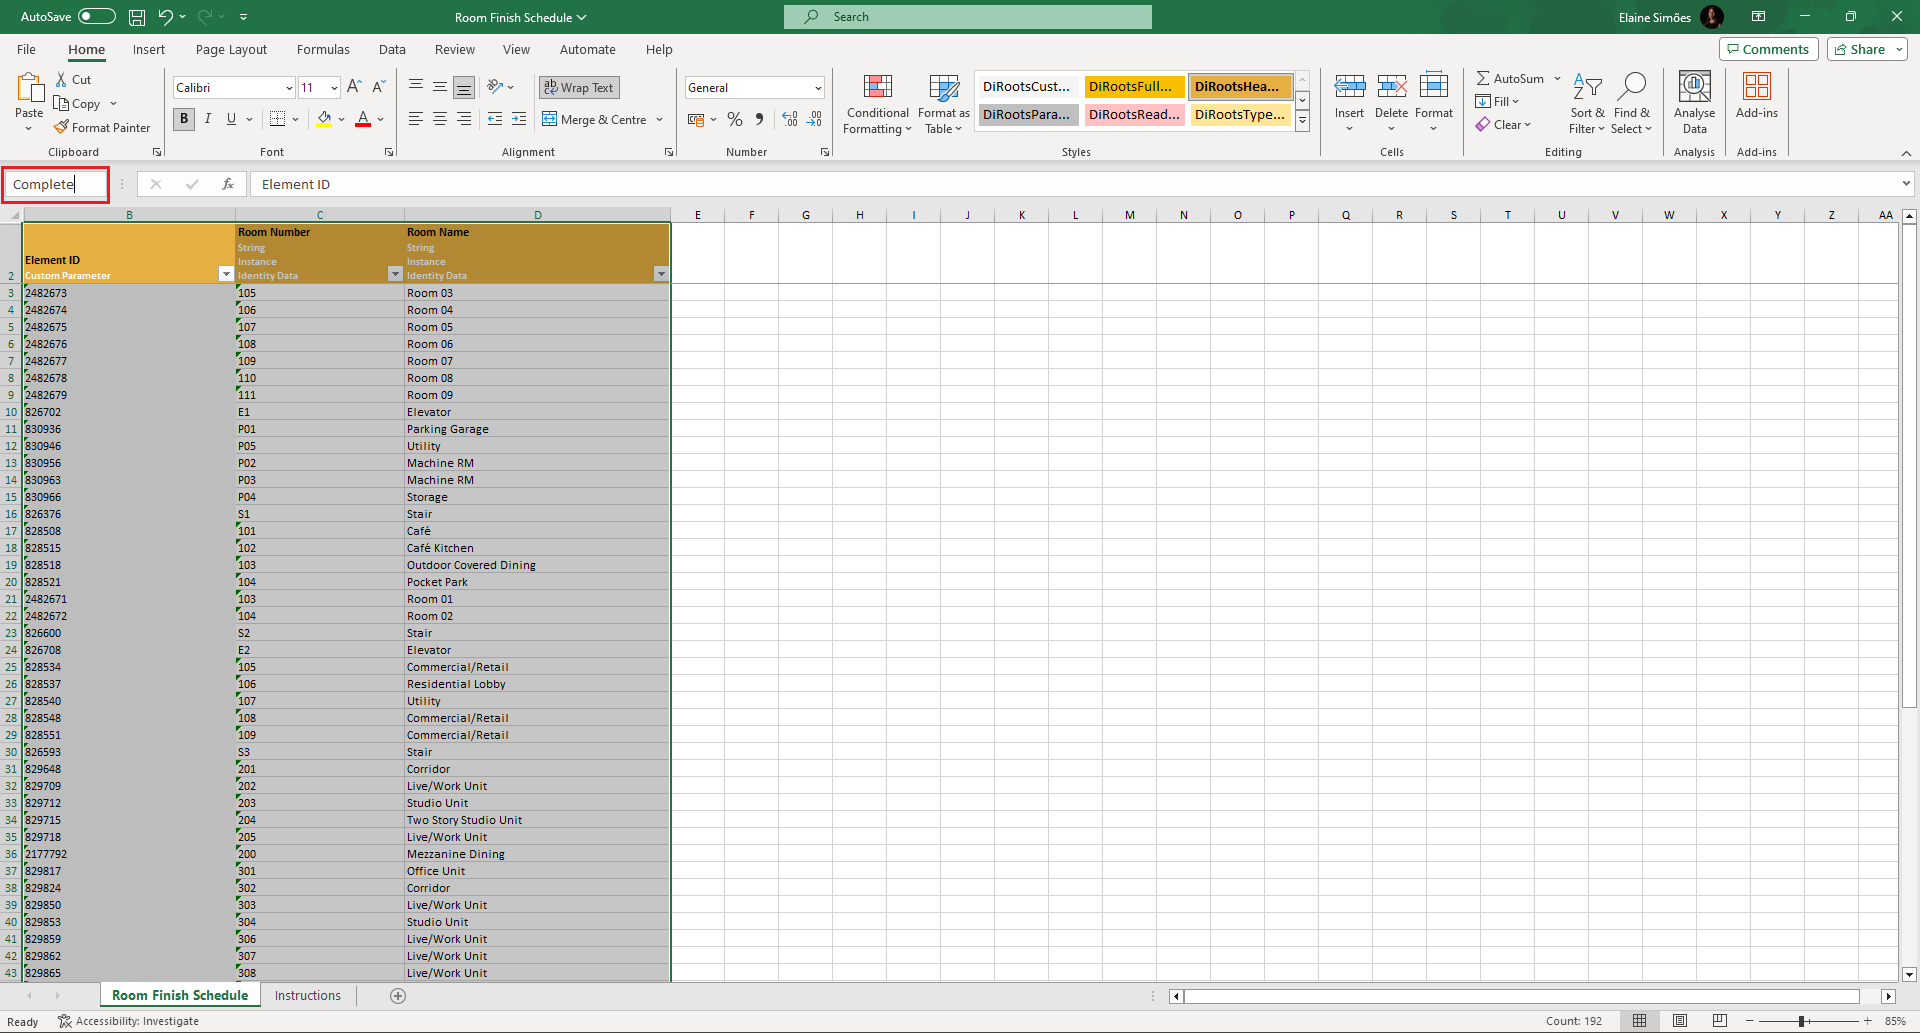 AutoSave
Room Finish Schedule
Search
Elaine Simões
File Home Insert Page Layout Formulas Data Review View Automate Help
Comments
Share
Paste
Cut
Copy
Format Painter
Clipboard
Calibri
11
B I U
Font
Wrap Text
Merge & Centre
Alignment
General
Number
Conditional Formatting
Format as Table
DiRootsCust...
DiRootsFull...
DiRootsHea...
DiRootsPara...
DiRootsRead...
DiRootsType...
Styles
Insert
Delete
Format
Cells
AutoSum
Fill
Clear
Sort & Filter
Find & Select
Editing
Analyse Data
Analysis
Add-ins
Add-ins
Complete
fx
Element ID
B C D E F G H I J K L M N O P Q R S T U V W X Y Z AA
Room Number Room Name
String String
Element ID Instance Instance
2 Custom Parameter Identity Data Identity Data
3 2482673 105 Room 03
4 2482674 106 Room 04
5 2482675 107 Room 05
6 2482676 108 Room 06
7 2482677 109 Room 07
8 2482678 110 Room 08
9 2482679 111 Room 09
10 826702 E1 Elevator
11 830936 P01 Parking Garage
12 830946 P05 Utility
13 830956 P02 Machine RM
14 830963 P03 Machine RM
15 830966 P04 Storage
16 826376 S1 Stair
17 828508 101 Café
18 828515 102 Café Kitchen
19 828518 103 Outdoor Covered Dining
20 828521 104 Pocket Park
21 2482671 103 Room 01
22 2482672 104 Room 02
23 826600 S2 Stair
24 826708 E2 Elevator
25 828534 105 Commercial/Retail
26 828537 106 Residential Lobby
27 828540 107 Utility
28 828548 108 Commercial/Retail
29 828551 109 Commercial/Retail
30 826593 S3 Stair
31 829648 201 Corridor
32 829709 202 Live/Work Unit
33 829712 203 Studio Unit
34 829715 204 Two Story Studio Unit
35 829718 205 Live/Work Unit
36 2177792 200 Mezzanine Dining
37 829817 301 Office Unit
38 829824 302 Corridor
39 829850 303 Live/Work Unit
40 829853 304 Studio Unit
41 829859 306 Live/Work Unit
42 829862 307 Live/Work Unit
43 829865 308 Live/Work Unit
Room Finish Schedule Instructions
Ready
Accessibility: Investigate
Count: 192
85%